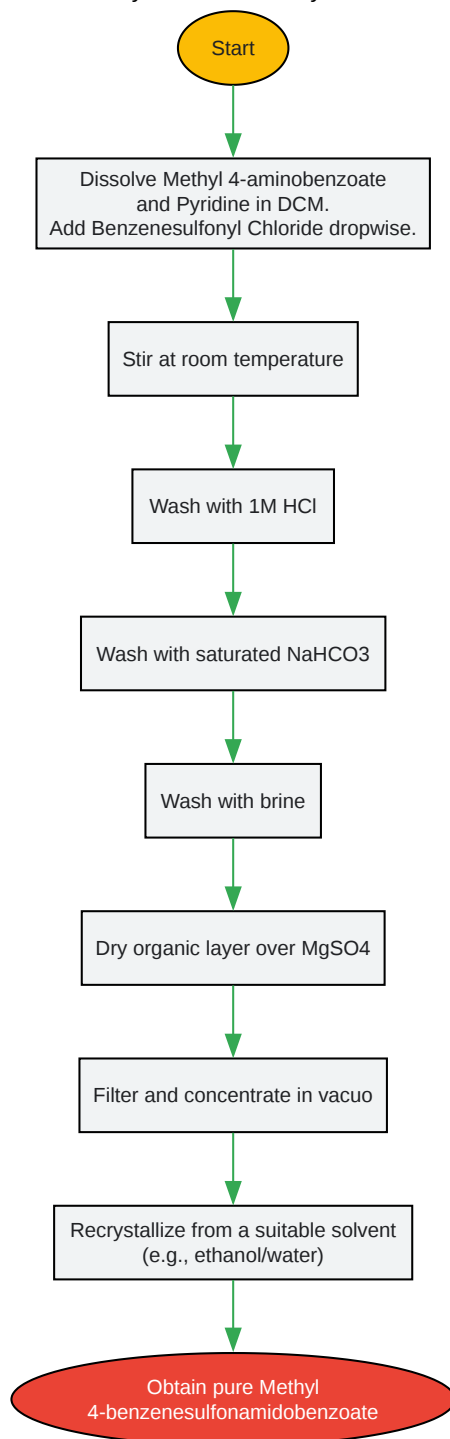 Start
Dissolve Methyl 4-aminobenzoate
and Pyridine in DCM.
Add Benzenesulfonyl Chloride dropwise.
Stir at room temperature
Wash with 1M HCl
Wash with saturated NaHCO3
Wash with brine
Dry organic layer over MgSO4
Filter and concentrate in vacuo
Recrystallize from a suitable solvent
(e.g., ethanol/water)
Obtain pure Methyl
4-benzenesulfonamidobenzoate